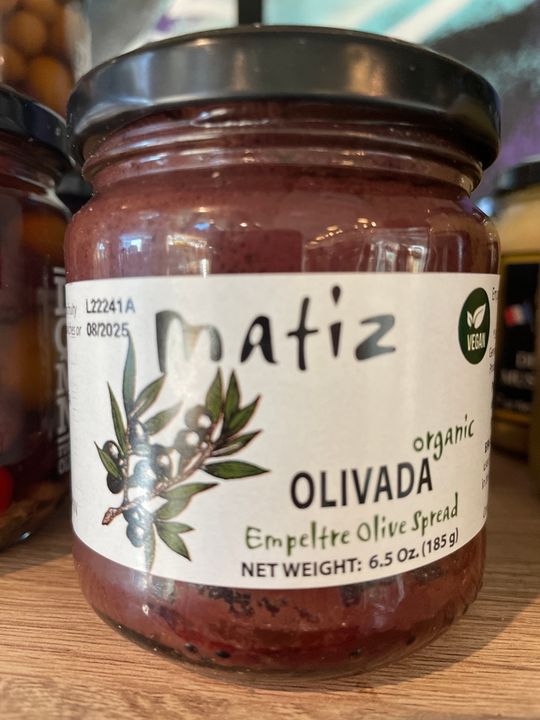 L22241A
08/2025
matiz
VEGAN
organic
OLIVADA
Empeltre Olive Spread
NET WEIGHT: 6.5 Oz. (185 g)